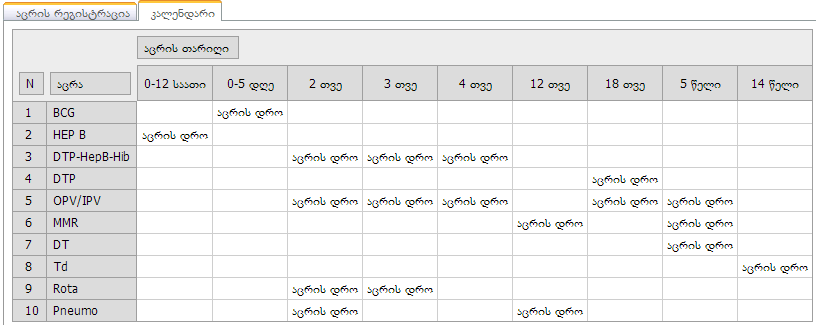 აცრის რეგისტრაცია კალენდარი
აცრის თარიღი
N აცრა 0-12 საათი 0-5 დღე 2 თვე 3 თვე 4 თვე 12 თვე 18 თვე 5 წელი 14 წელი
1 BCG აცრის დრო
2 HEP B აცრის დრო
3 DTP-HepB-Hib აცრის დრო აცრის დრო აცრის დრო
4 DTP აცრის დრო
5 OPV/IPV აცრის დრო აცრის დრო აცრის დრო აცრის დრო აცრის დრო
6 MMR აცრის დრო აცრის დრო
7 DT აცრის დრო
8 Td აცრის დრო
9 Rota აცრის დრო აცრის დრო
10 Pneumo აცრის დრო აცრის დრო